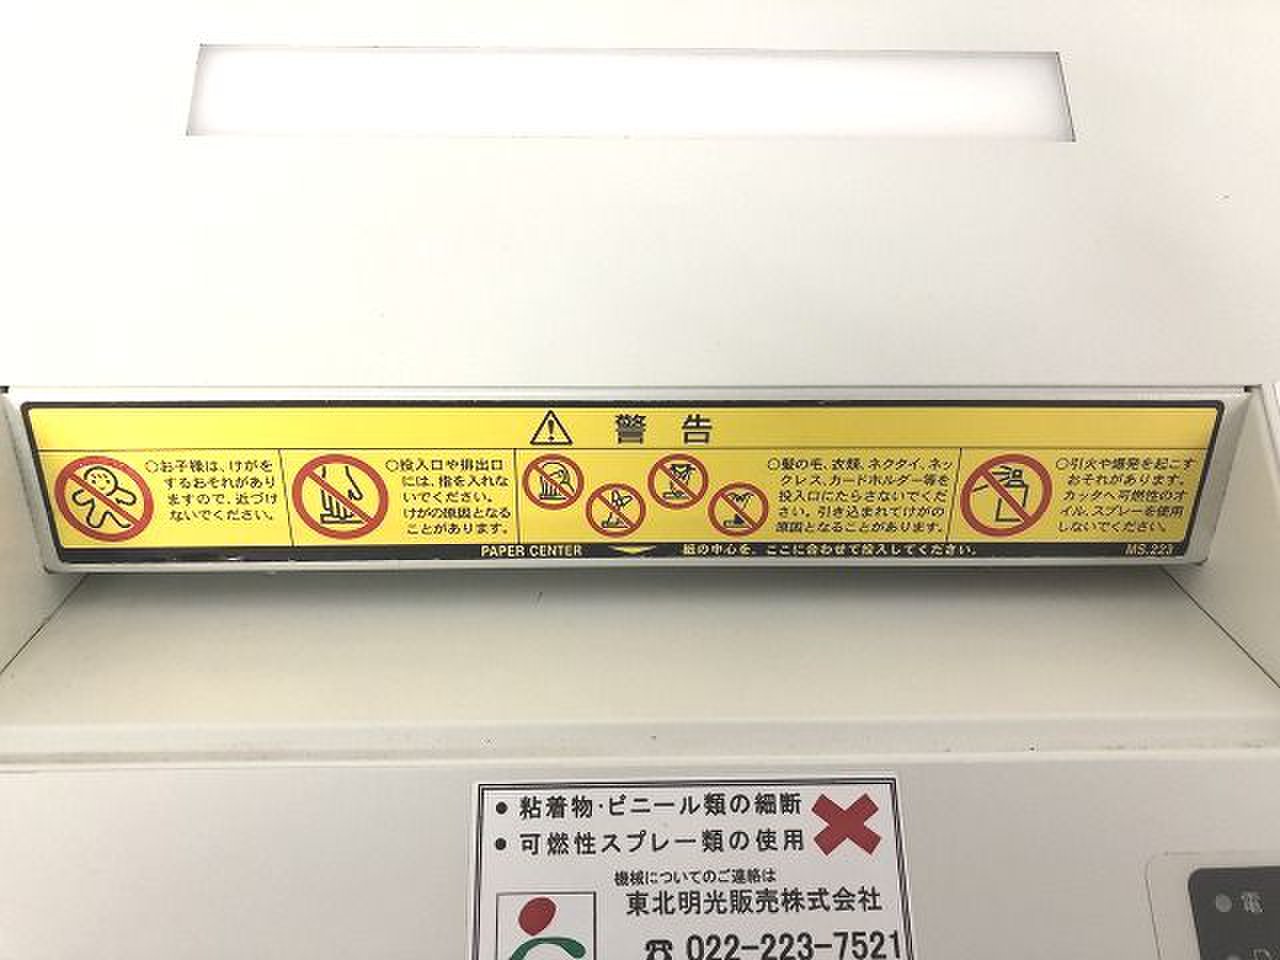 警告
○お子様は、けがを
するおそれがあり
ますので、近づけ
ないでください。
○投入口や排出口
には、指を入れな
いでください。
けがの原因となる
ことがあります。
○髪の毛、衣類、ネクタイ、ネッ
クレス、カードホルダー等を
投入口にたらさないでくだ
さい。引き込まれてけがの
原因となることがあります。
○引火や爆発を起こす
おそれがあります。
カッタへ可燃性のオ
イル、スプレーを使用
しないでください。
PAPER CENTER 紙の中心を、ここに合わせて投入してください。 MS.223
● 粘着物・ビニール類の細断
● 可燃性スプレー類の使用
機械についてのご連絡は
東北明光販売株式会社
☎ 022-223-7521
電